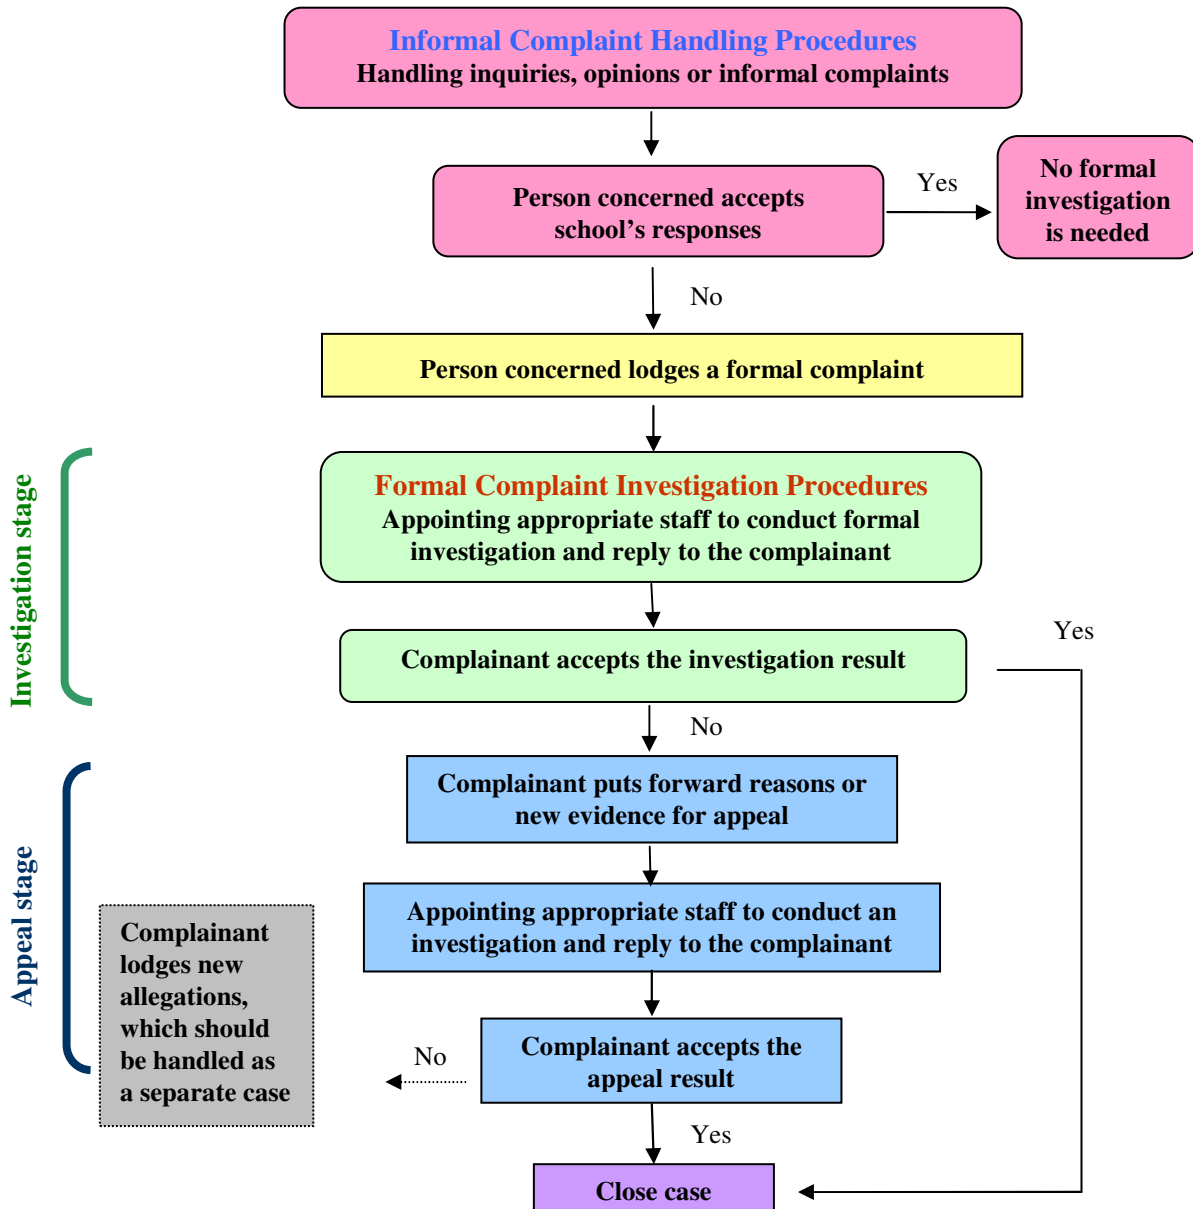 Informal Complaint Handling Procedures
Handling inquiries, opinions or informal complaints
Person concerned accepts
school’s responses
Yes
No formal
investigation
is needed
No
Person concerned lodges a formal complaint
Investigation stage
Formal Complaint Investigation Procedures
Appointing appropriate staff to conduct formal
investigation and reply to the complainant
Complainant accepts the investigation result
Yes
No
Appeal stage
Complainant puts forward reasons or
new evidence for appeal
Appointing appropriate staff to conduct an
investigation and reply to the complainant
Complainant
lodges new
allegations,
which should
be handled as
a separate case
No
Complainant accepts the
appeal result
Yes
Close case